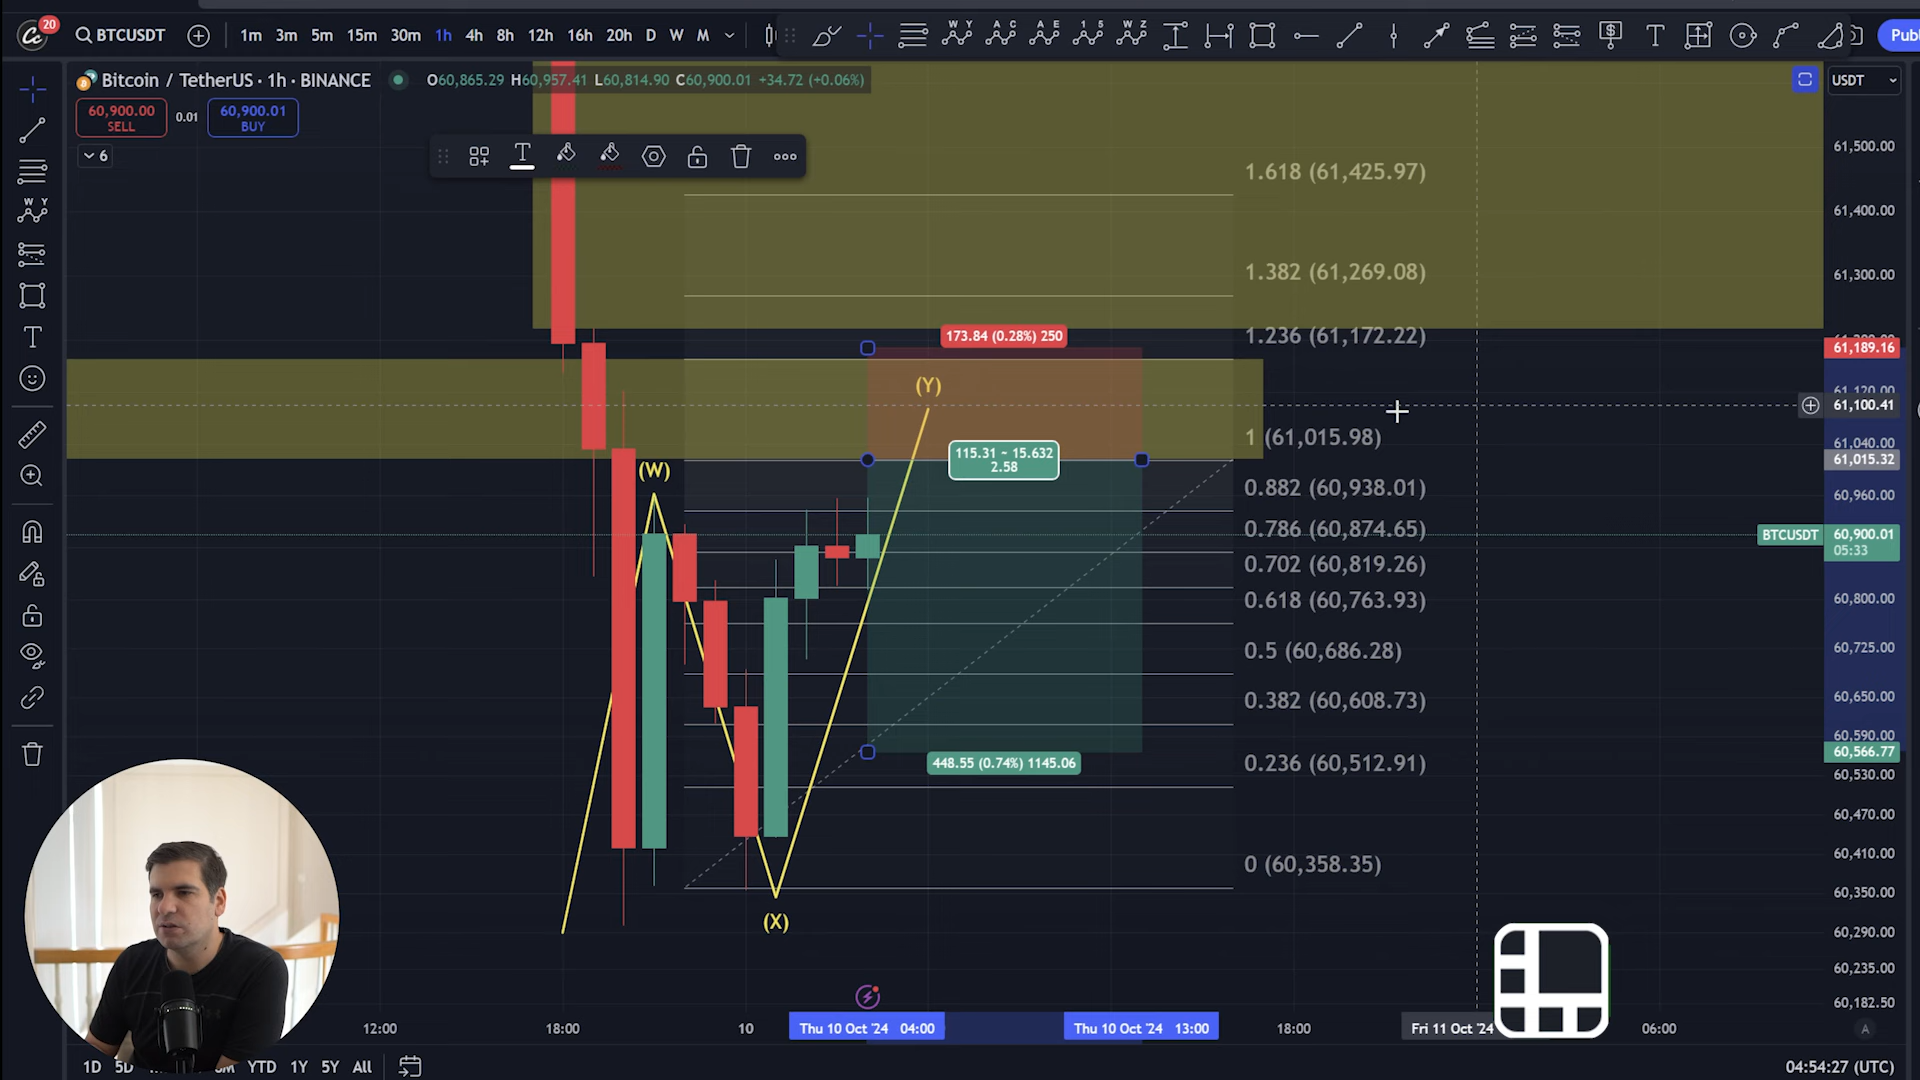 20
BTCUSDT
1m 3m 5m 15m 30m 1h 4h 8h 12h 16h 20h D W M
W Y
A C
A E
1 5
W Z
T
Publ
Bitcoin / TetherUS · 1h · BINANCE
O60,865.29 H60,957.41 L60,814.90 C60,900.01 +34.72 (+0.06%)
USDT
60,900.00
SELL
0.01
60,900.01
BUY
6
T
W Y
T
1.618 (61,425.97)
1.382 (61,269.08)
1.236 (61,172.22)
1 (61,015.98)
0.882 (60,938.01)
0.786 (60,874.65)
0.702 (60,819.26)
0.618 (60,763.93)
0.5 (60,686.28)
0.382 (60,608.73)
0.236 (60,512.91)
0 (60,358.35)
173.84 (0.28%) 250
(Y)
115.31 ~ 15.632
2.58
(W)
448.55 (0.74%) 1145.06
(X)
61,500.00
61,400.00
61,300.00
61,189.16
61,120.00
61,100.41
61,040.00
61,015.32
60,960.00
BTCUSDT
60,900.01
05:33
60,800.00
60,725.00
60,650.00
60,590.00
60,566.77
60,530.00
60,470.00
60,410.00
60,350.00
60,290.00
60,235.00
60,182.50
12:00
18:00
10
Thu 10 Oct '24 04:00
Thu 10 Oct '24 13:00
18:00
Fri 11 Oct '24
06:00
A
1D 5D YTD 1Y 5Y All
04:54:27 (UTC)